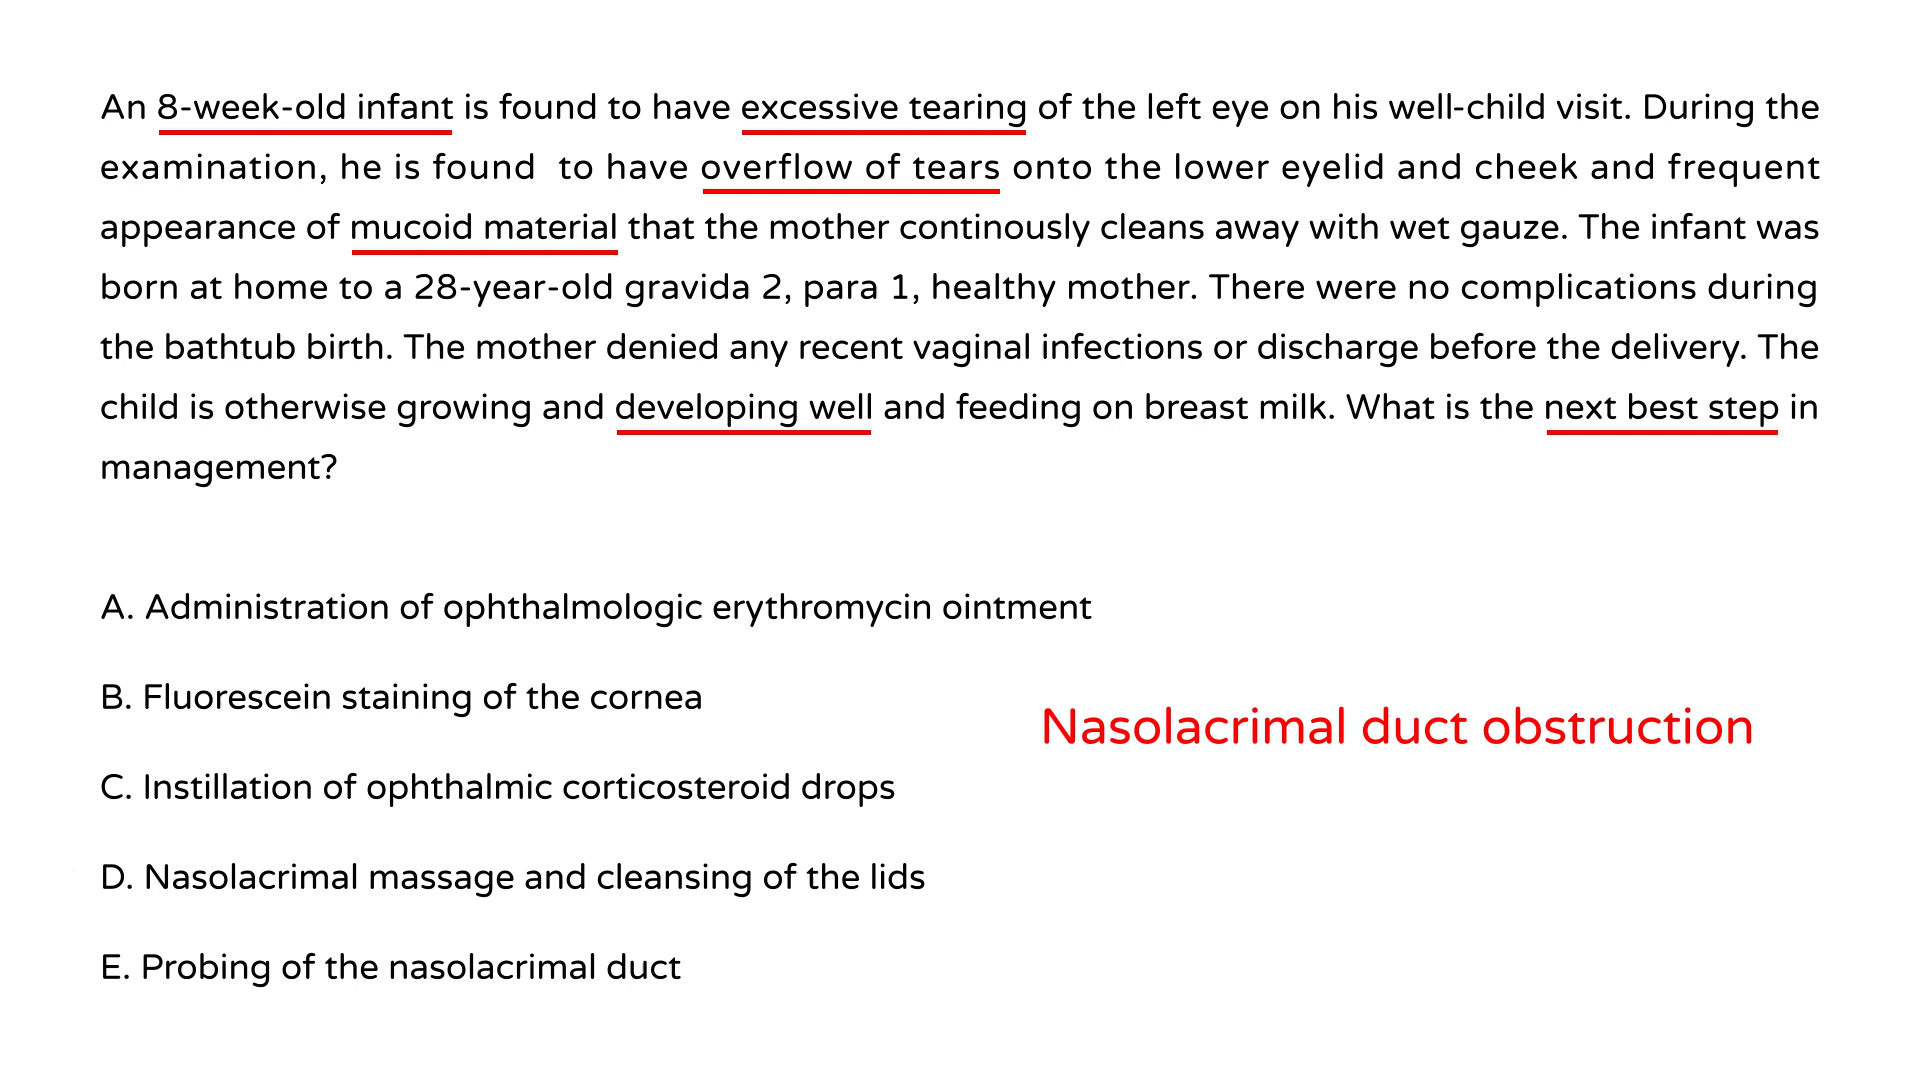 An 8-week-old infant is found to have excessive tearing of the left eye on his well-child visit. During the
examination, he is found to have overflow of tears onto the lower eyelid and cheek and frequent
appearance of mucoid material that the mother continously cleans away with wet gauze. The infant was
born at home to a 28-year-old gravida 2, para 1, healthy mother. There were no complications during
the bathtub birth. The mother denied any recent vaginal infections or discharge before the delivery. The
child is otherwise growing and developing well and feeding on breast milk. What is the next best step in
management?
A. Administration of ophthalmologic erythromycin ointment
B. Fluorescein staining of the cornea
Nasolacrimal duct obstruction
C. Instillation of ophthalmic corticosteroid drops
D. Nasolacrimal massage and cleansing of the lids
E. Probing of the nasolacrimal duct